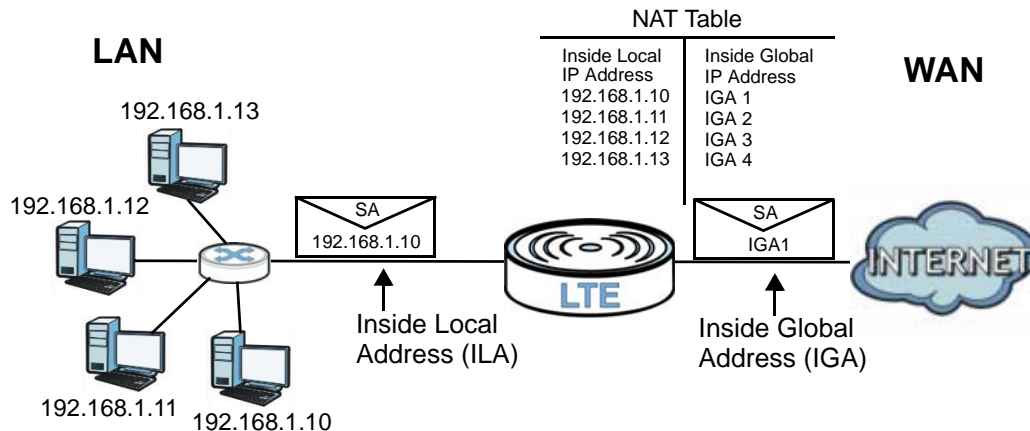 NAT Table
LAN
WAN
Inside Local
IP Address
192.168.1.10
192.168.1.11
192.168.1.12
192.168.1.13
Inside Global
IP Address
IGA 1
IGA 2
IGA 3
IGA 4
192.168.1.13
192.168.1.12
SA
192.168.1.10
SA
IGA1
LTE
INTERNET
Inside Local
Address (ILA)
Inside Global
Address (IGA)
192.168.1.11
192.168.1.10